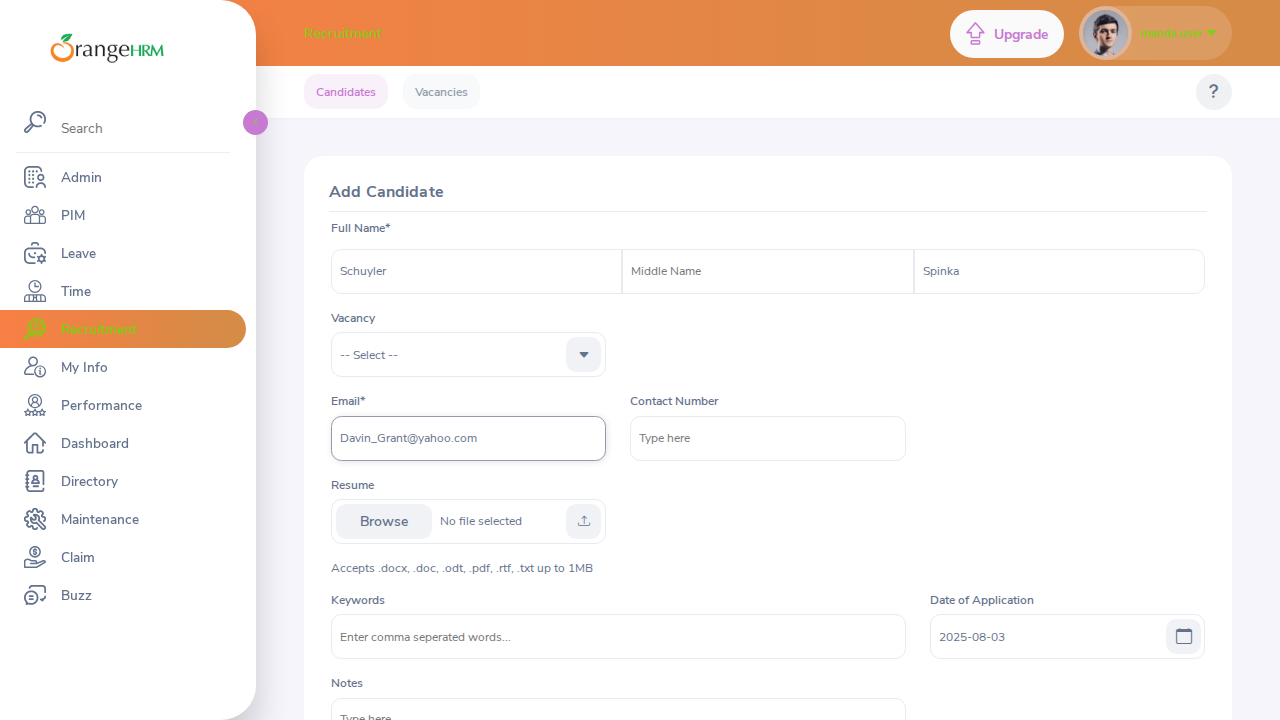 OrangeHRM
Recruitment
Upgrade
manda user
Candidates
Vacancies
?
Search
Admin
PIM
Leave
Time
Recruitment
My Info
Performance
Dashboard
Directory
Maintenance
Claim
Buzz
Add Candidate
Full Name*
Schuyler
Middle Name
Spinka
Vacancy
-- Select --
Email*
Contact Number
Davin_Grant@yahoo.com
Type here
Resume
Browse
No file selected
Accepts .docx, .doc, .odt, .pdf, .rtf, .txt up to 1MB
Keywords
Date of Application
Enter comma seperated words...
2025-08-03
Notes
Type here